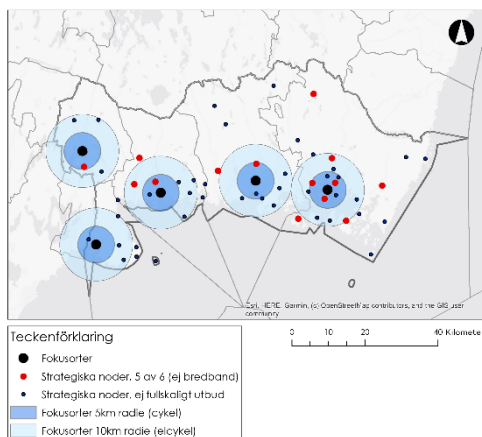 Esri, HERE, Garmin, (c) OpenStreetMap contributors, and the GIS user
community
Teckenförklaring
Fokusorter
Strategiska noder, 5 av 6 (ej bredband)
Strategiska noder, ej fullskaligt utbud
Fokusorter 5km radie (cykel)
Fokusorter 10km radie (elcykel)
0 10 20 40 Kilomete